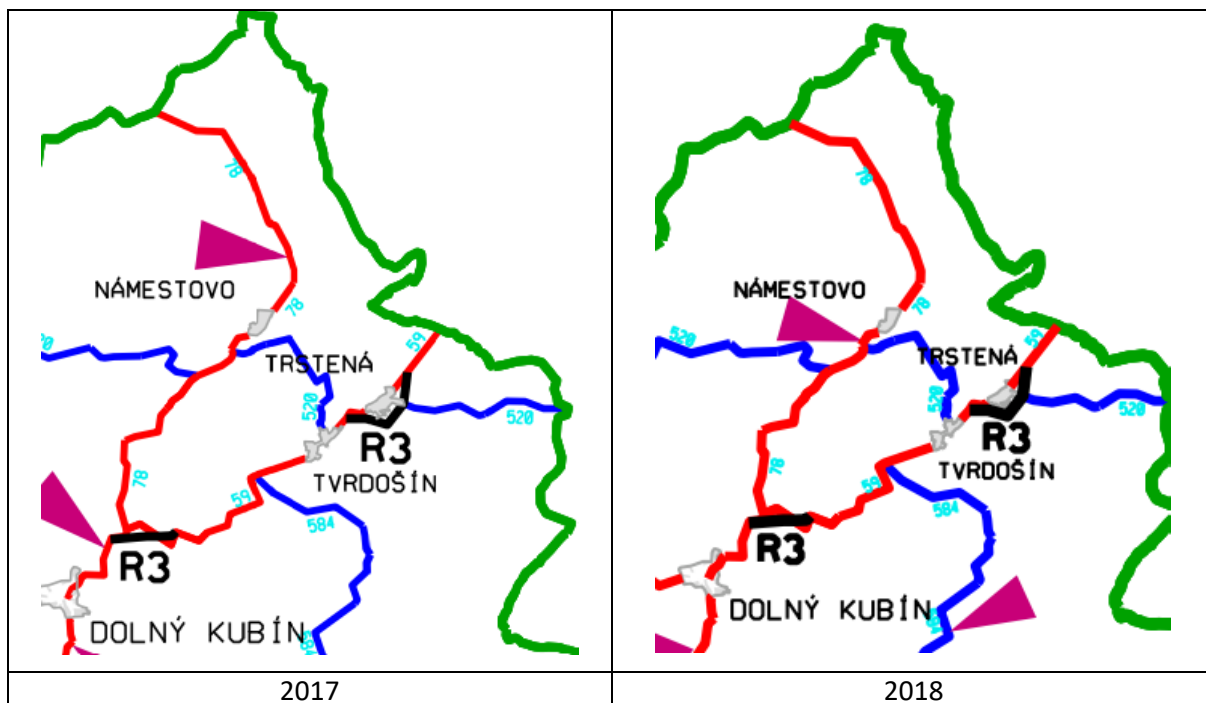 78
NÁMESTOVO
78
59
TRSTENÁ
520
520
R3
TVRDOŠÍN
78
59
584
R3
DOLNÝ KUBÍN
2017
78
NÁMESTOVO
78
59
520
TRSTENÁ
520
520
R3
TVRDOŠÍN
78
59
584
R3
DOLNÝ KUBÍN
2018